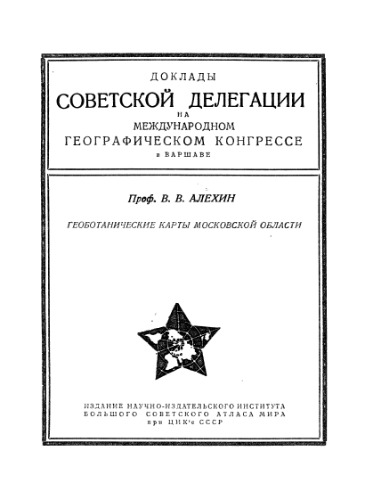 ДОКЛАДЫ
СОВЕТСКОЙ ДЕЛЕГАЦИИ
НА
МЕЖДУНАРОДНОМ
ГЕОГРАФИЧЕСКОМ КОНГРЕССЕ
в ВАРШАВЕ
Проф. В. В. АЛЕХИН
ГЕОБОТАНИЧЕСКИЕ КАРТЫ МОСКОВСКОЙ ОБЛАСТИ
ИЗДАНИЕ НАУЧНО-ИЗДАТЕЛЬСКОГО ИНСТИТУТА
БОЛЬШОГО СОВЕТСКОГО АТЛАСА МИРА
при ЦИК'е СССР